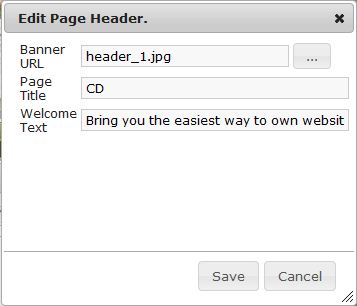 Edit Page Header.
Banner URL
header_1.jpg
...
Page Title
CD
Welcome Text
Bring you the easiest way to own websit
Save
Cancel